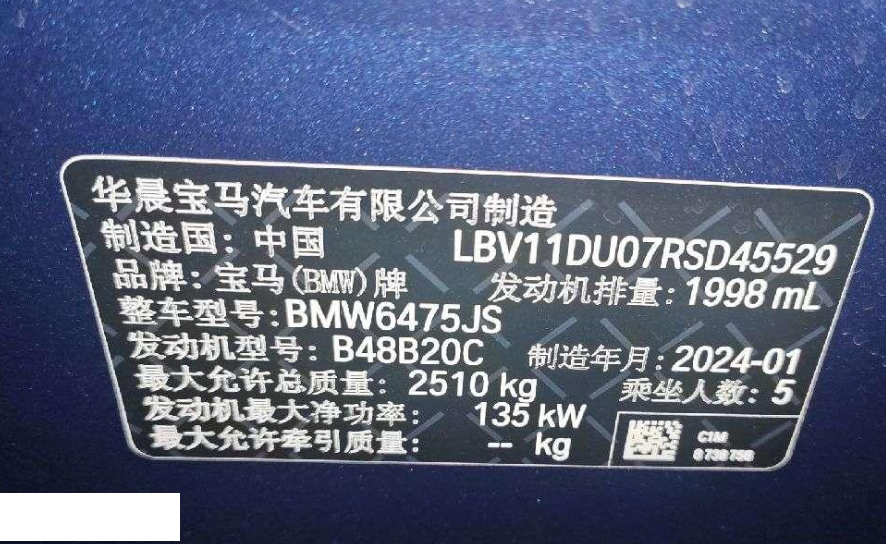 华晨宝马汽车有限公司制造
制造国：中国 LBV11DU07RSD45529
品牌：宝马(BMW)牌 发动机排量：1998 mL
整车型号：BMW6475JS
发动机型号：B48B20C 制造年月：2024-01
最大允许总质量：2510 kg 乘坐人数：5
发动机最大净功率：135 kW
最大允许牵引质量：-- kg
C1M
8 738 758